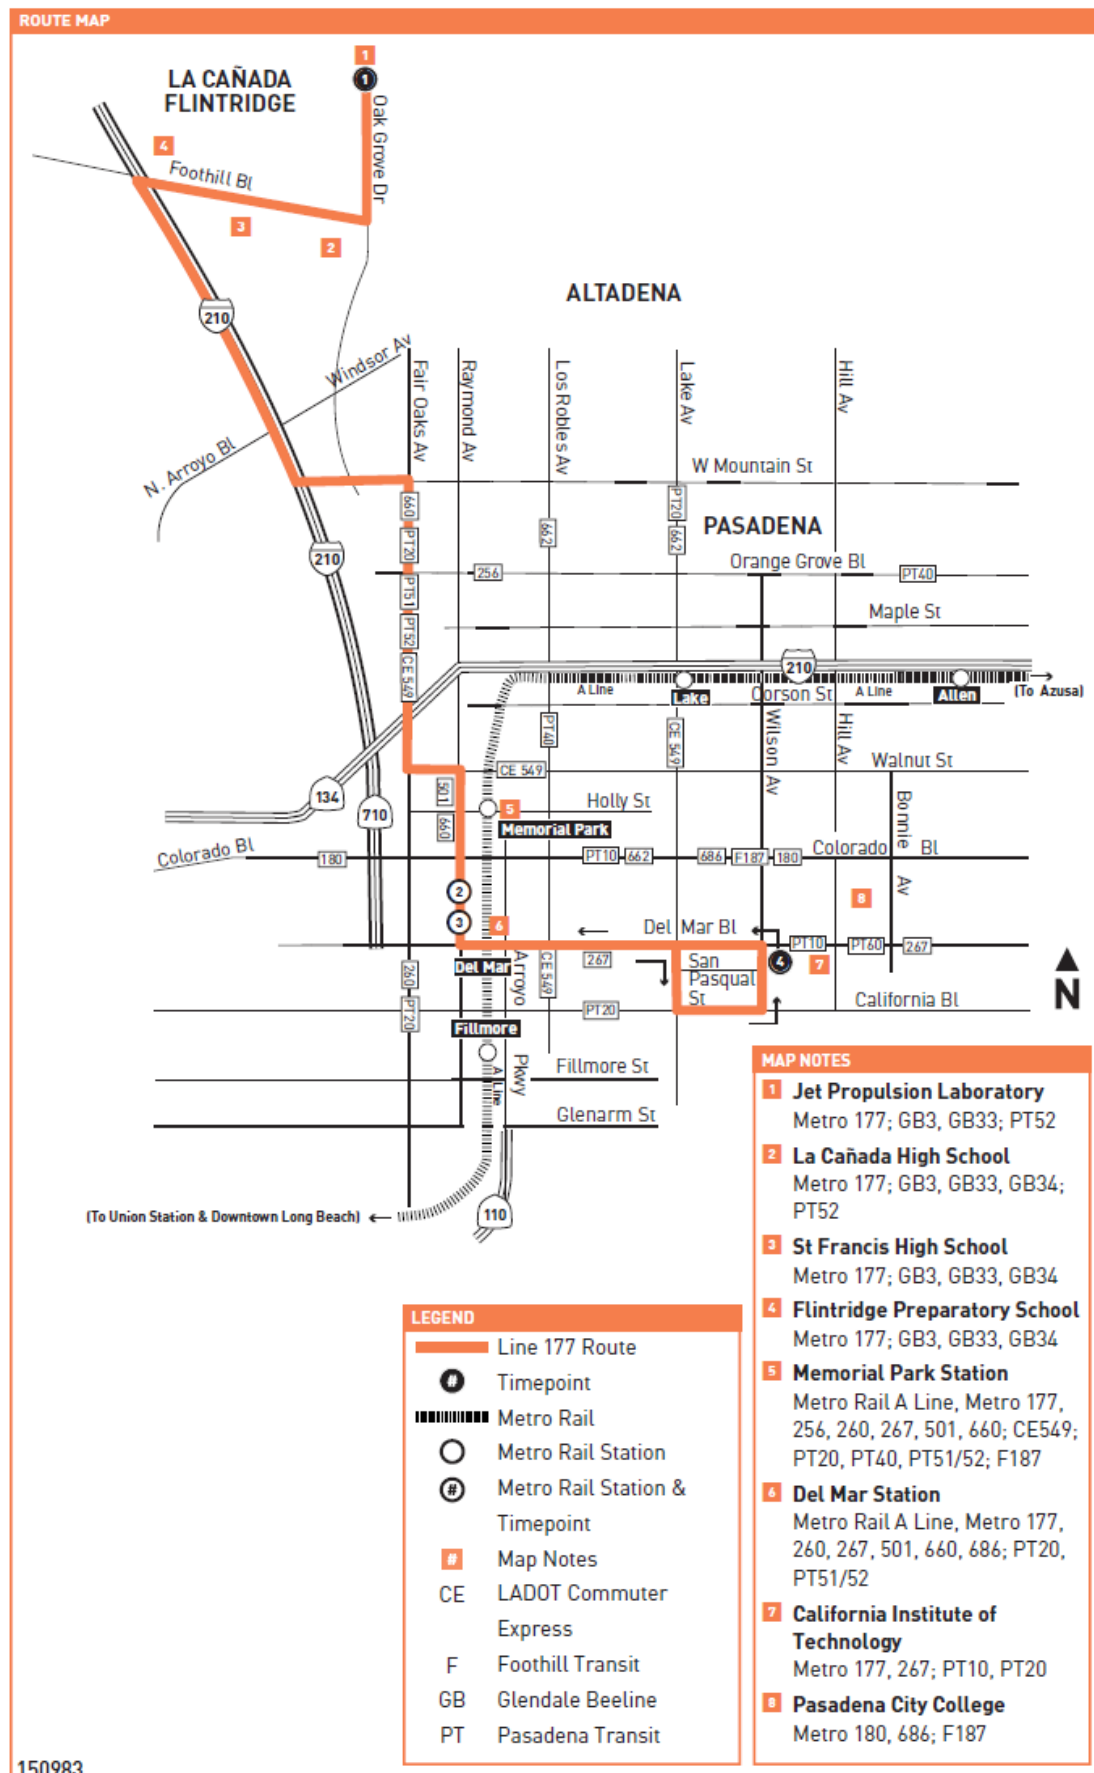 ROUTE MAP
1
LA CAÑADA
FLINTRIDGE
1
Oak Grove Dr
4
Foothill Bl
3
2
ALTADENA
210
Windsor Av
Fair Oaks Av
Raymond Av
Los Robles Av
Lake Av
Hill Av
N. Arroyo Bl
W Mountain St
660
PT20
662
PT20
662
PASADENA
210
Orange Grove Bl
256
PT40
PT51
PT52
Maple St
CE 549
210
A Line
Lake
Corson St
A Line
Allen
(To Azusa)
PT40
CE 549
Wilson Av
Hill Av
Walnut St
CE 549
134
710
501
660
5
Holly St
Memorial Park
Bonnie Av
Colorado Bl
180
PT10
662
686
F187
180
Colorado Bl
2
3
6
8
Del Mar Bl
PT10
PT60
267
Del Mar
Arroyo Pkwy
CE 549
267
San
Pasqual
St
4
7
N
260
PT20
PT20
California Bl
Fillmore
A Line
Fillmore St
Glenarm St
(To Union Station & Downtown Long Beach)
110
MAP NOTES
1 Jet Propulsion Laboratory
Metro 177; GB3, GB33; PT52
2 La Cañada High School
Metro 177; GB3, GB33, GB34;
PT52
3 St Francis High School
Metro 177; GB3, GB33, GB34
4 Flintridge Preparatory School
Metro 177; GB3, GB33, GB34
5 Memorial Park Station
Metro Rail A Line, Metro 177,
256, 260, 267, 501, 660; CE549;
PT20, PT40, PT51/52; F187
6 Del Mar Station
Metro Rail A Line, Metro 177,
260, 267, 501, 660, 686; PT20,
PT51/52
7 California Institute of
Technology
Metro 177, 267; PT10, PT20
8 Pasadena City College
Metro 180, 686; F187
LEGEND
Line 177 Route
# Timepoint
Metro Rail
Metro Rail Station
# Metro Rail Station &
Timepoint
# Map Notes
CE LADOT Commuter
Express
F Foothill Transit
GB Glendale Beeline
PT Pasadena Transit
150983